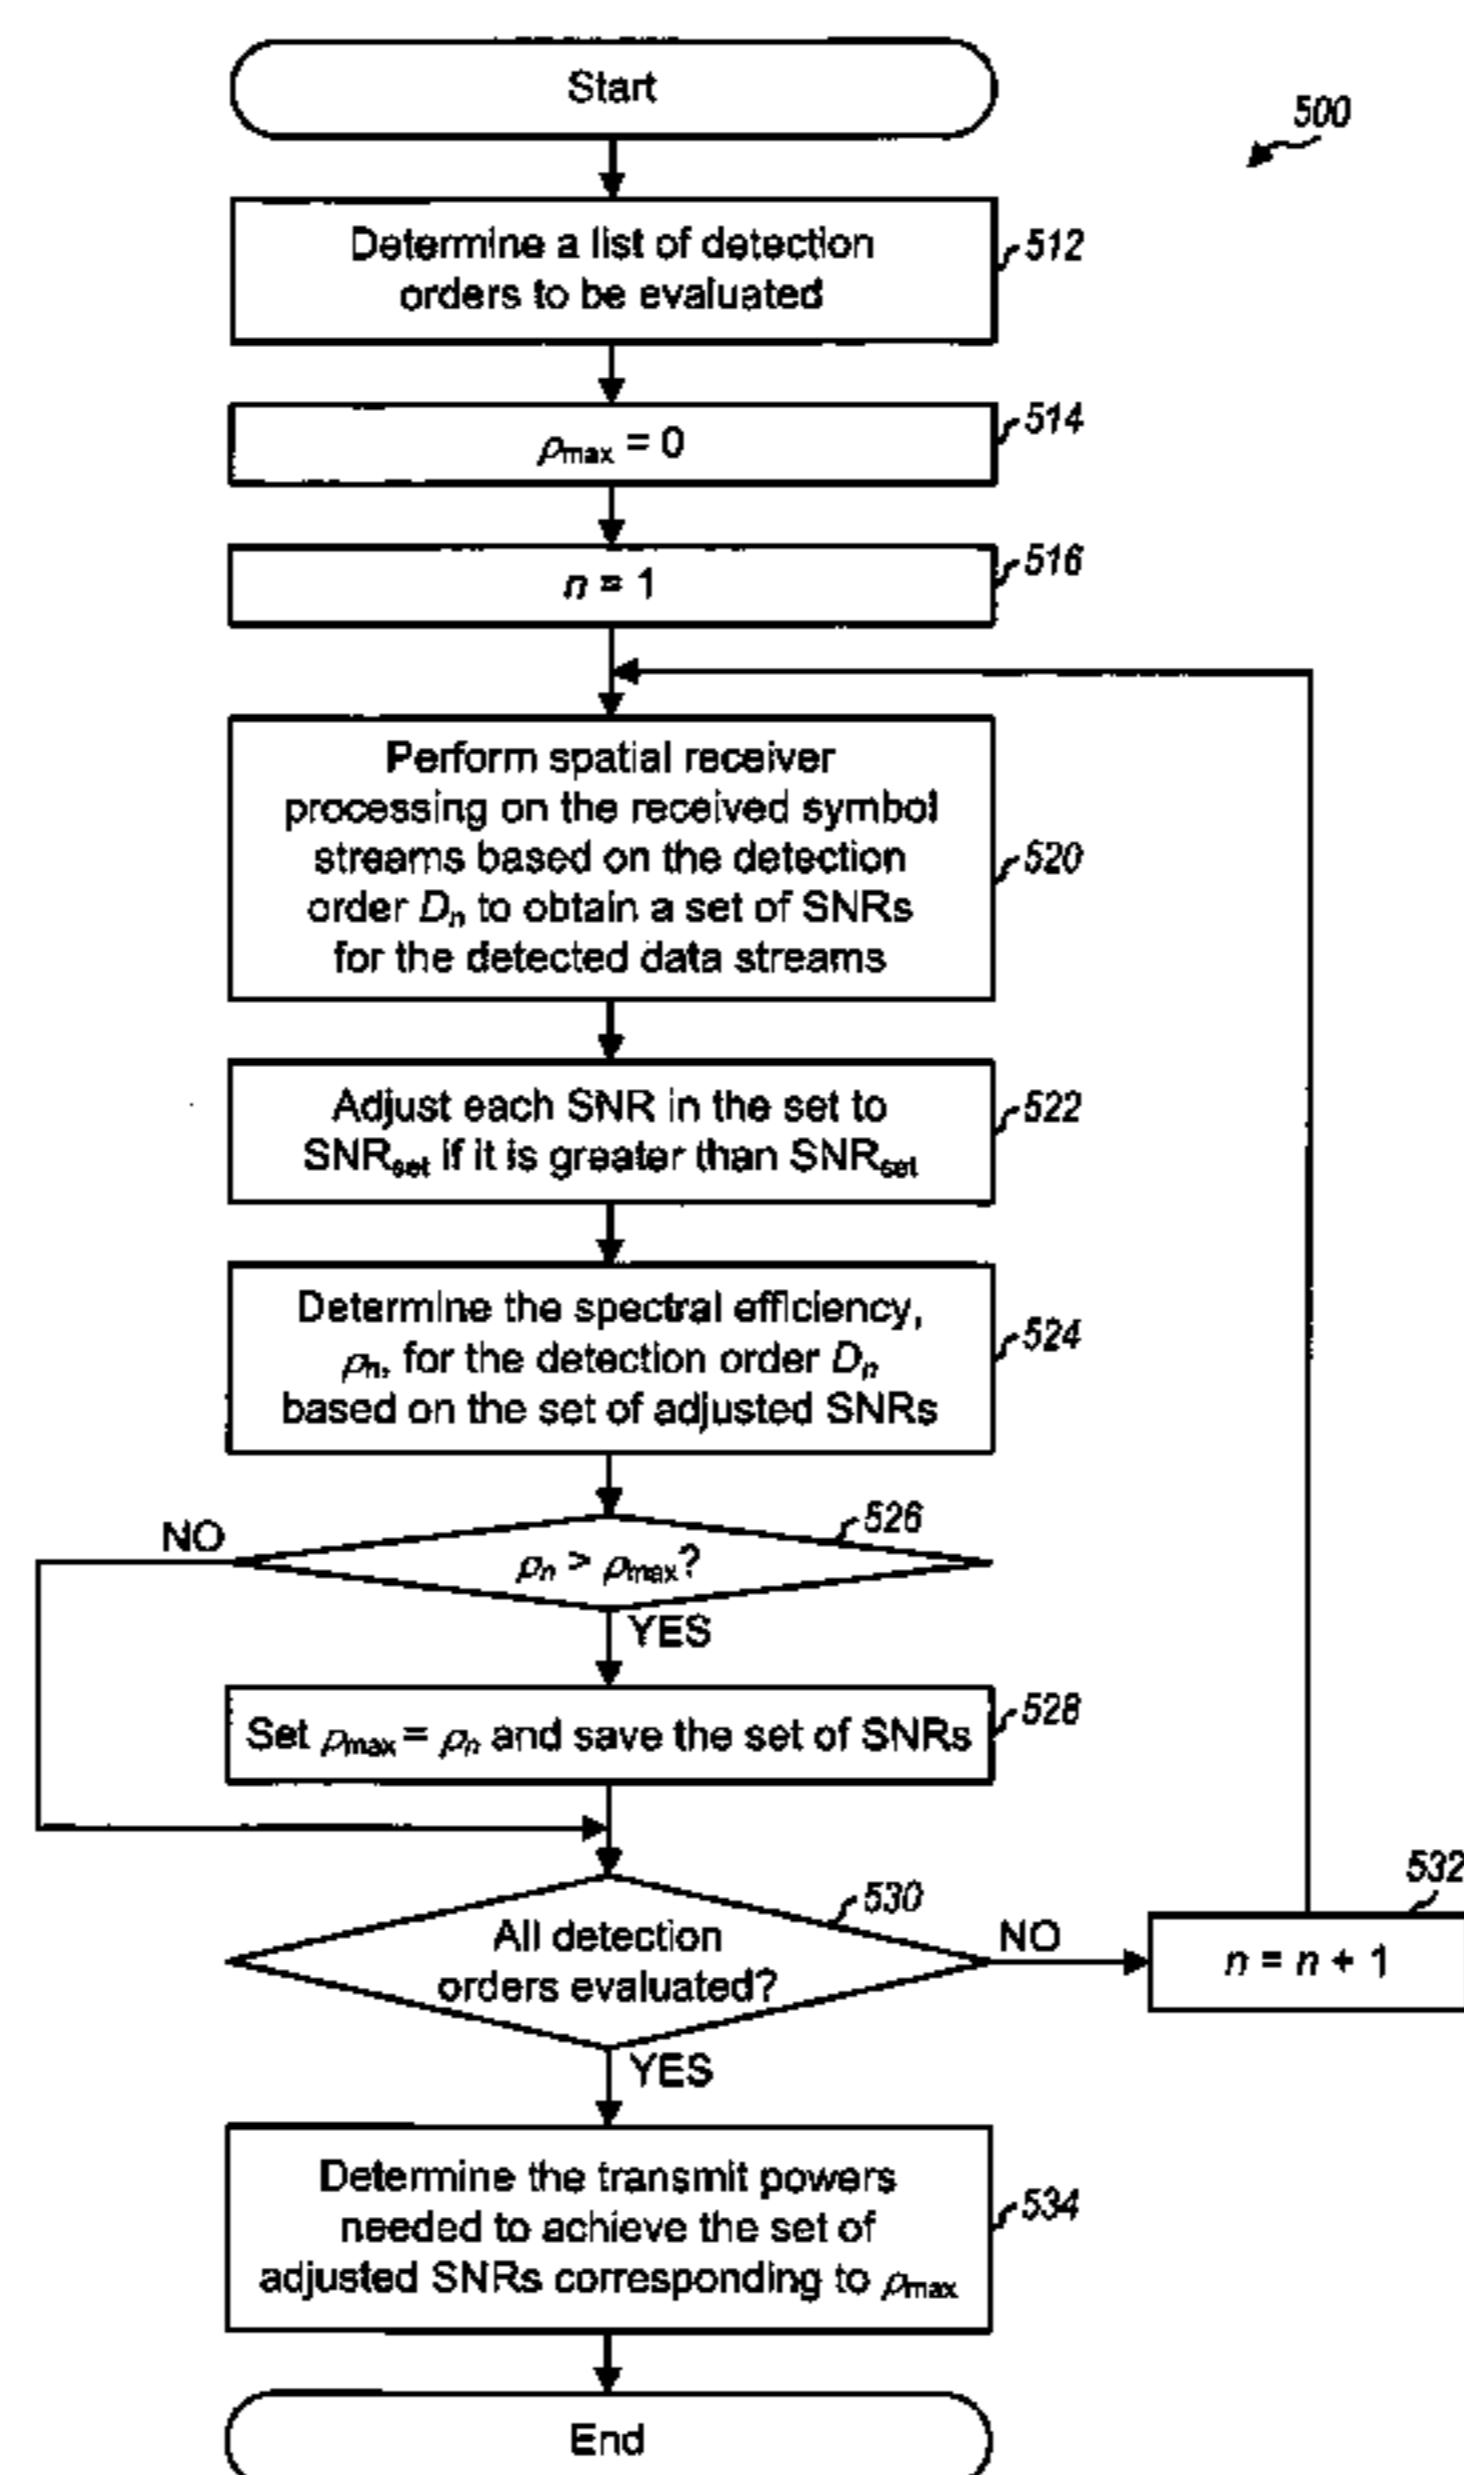 Start
500
Determine a list of detection
orders to be evaluated
512
ρmax = 0
514
n = 1
516
Perform spatial receiver
processing on the received symbol
streams based on the detection
order Dn to obtain a set of SNRs
for the detected data streams
520
Adjust each SNR in the set to
SNRset if it is greater than SNRset
522
Determine the spectral efficiency,
ρn, for the detection order Dn
based on the set of adjusted SNRs
524
NO
526
ρn > ρmax?
YES
Set ρmax = ρn and save the set of SNRs
528
All detection
orders evaluated?
530
NO
532
n = n + 1
YES
Determine the transmit powers
needed to achieve the set of
adjusted SNRs corresponding to ρmax
534
End